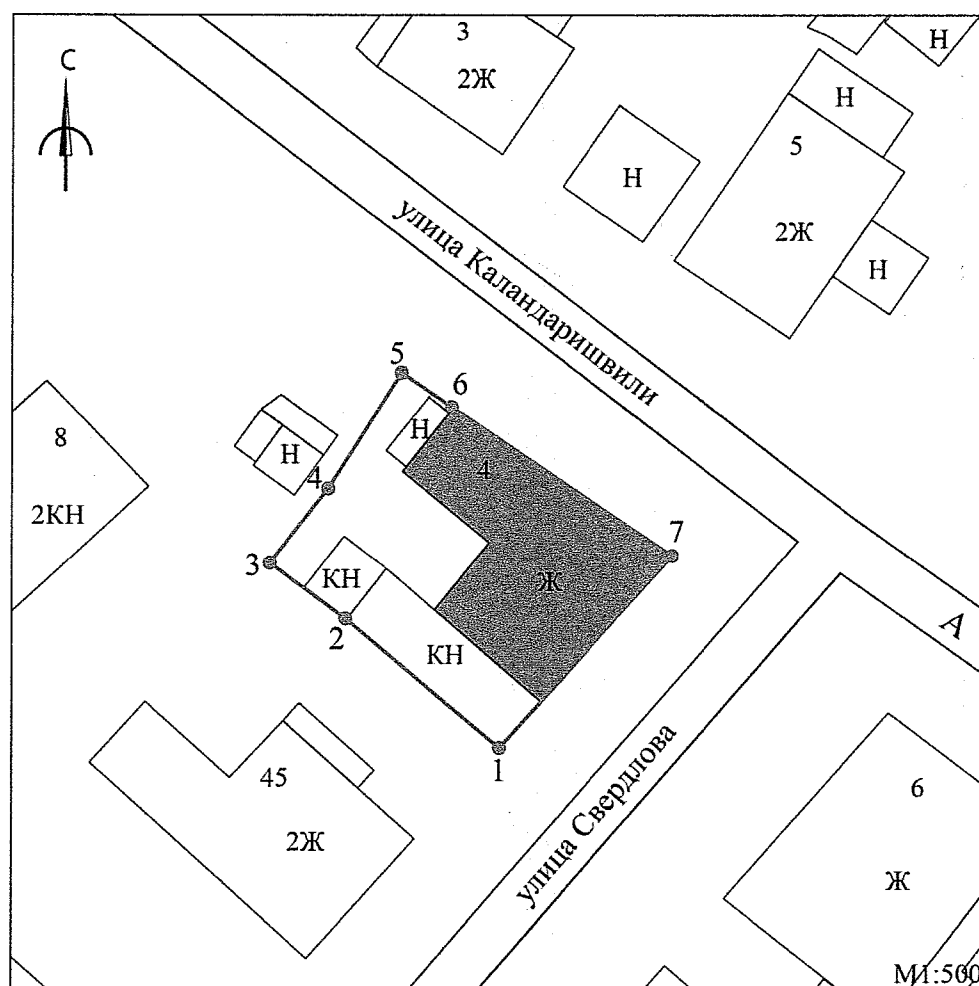 С
3
2Ж
Н
Н
5
2Ж
Н
Н
улица Каландаришвили
5
6
Н
4
7
8
2КН
Н
4
3
КН
Ж
2
КН
1
А
45
2Ж
улица Свердлова
6
Ж
М1:500